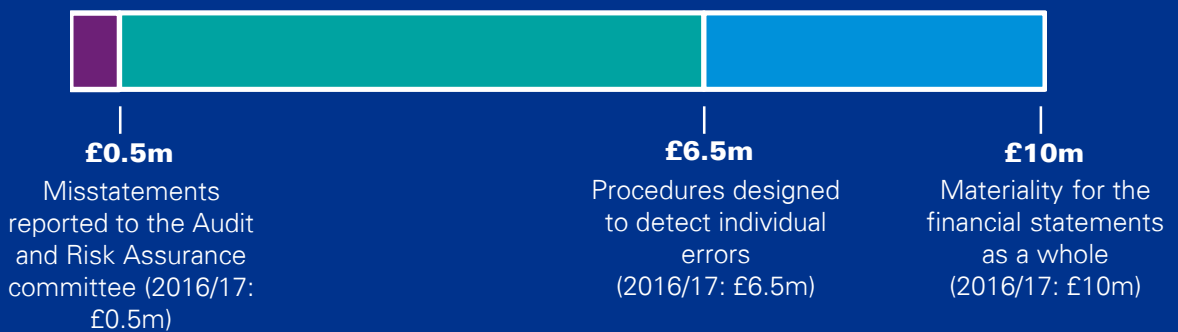 £0.5m
Misstatements
reported to the Audit
and Risk Assurance
committee (2016/17:
£0.5m)
£6.5m
Procedures designed
to detect individual
errors
(2016/17: £6.5m)
£10m
Materiality for the
financial statements
as a whole
(2016/17: £10m)